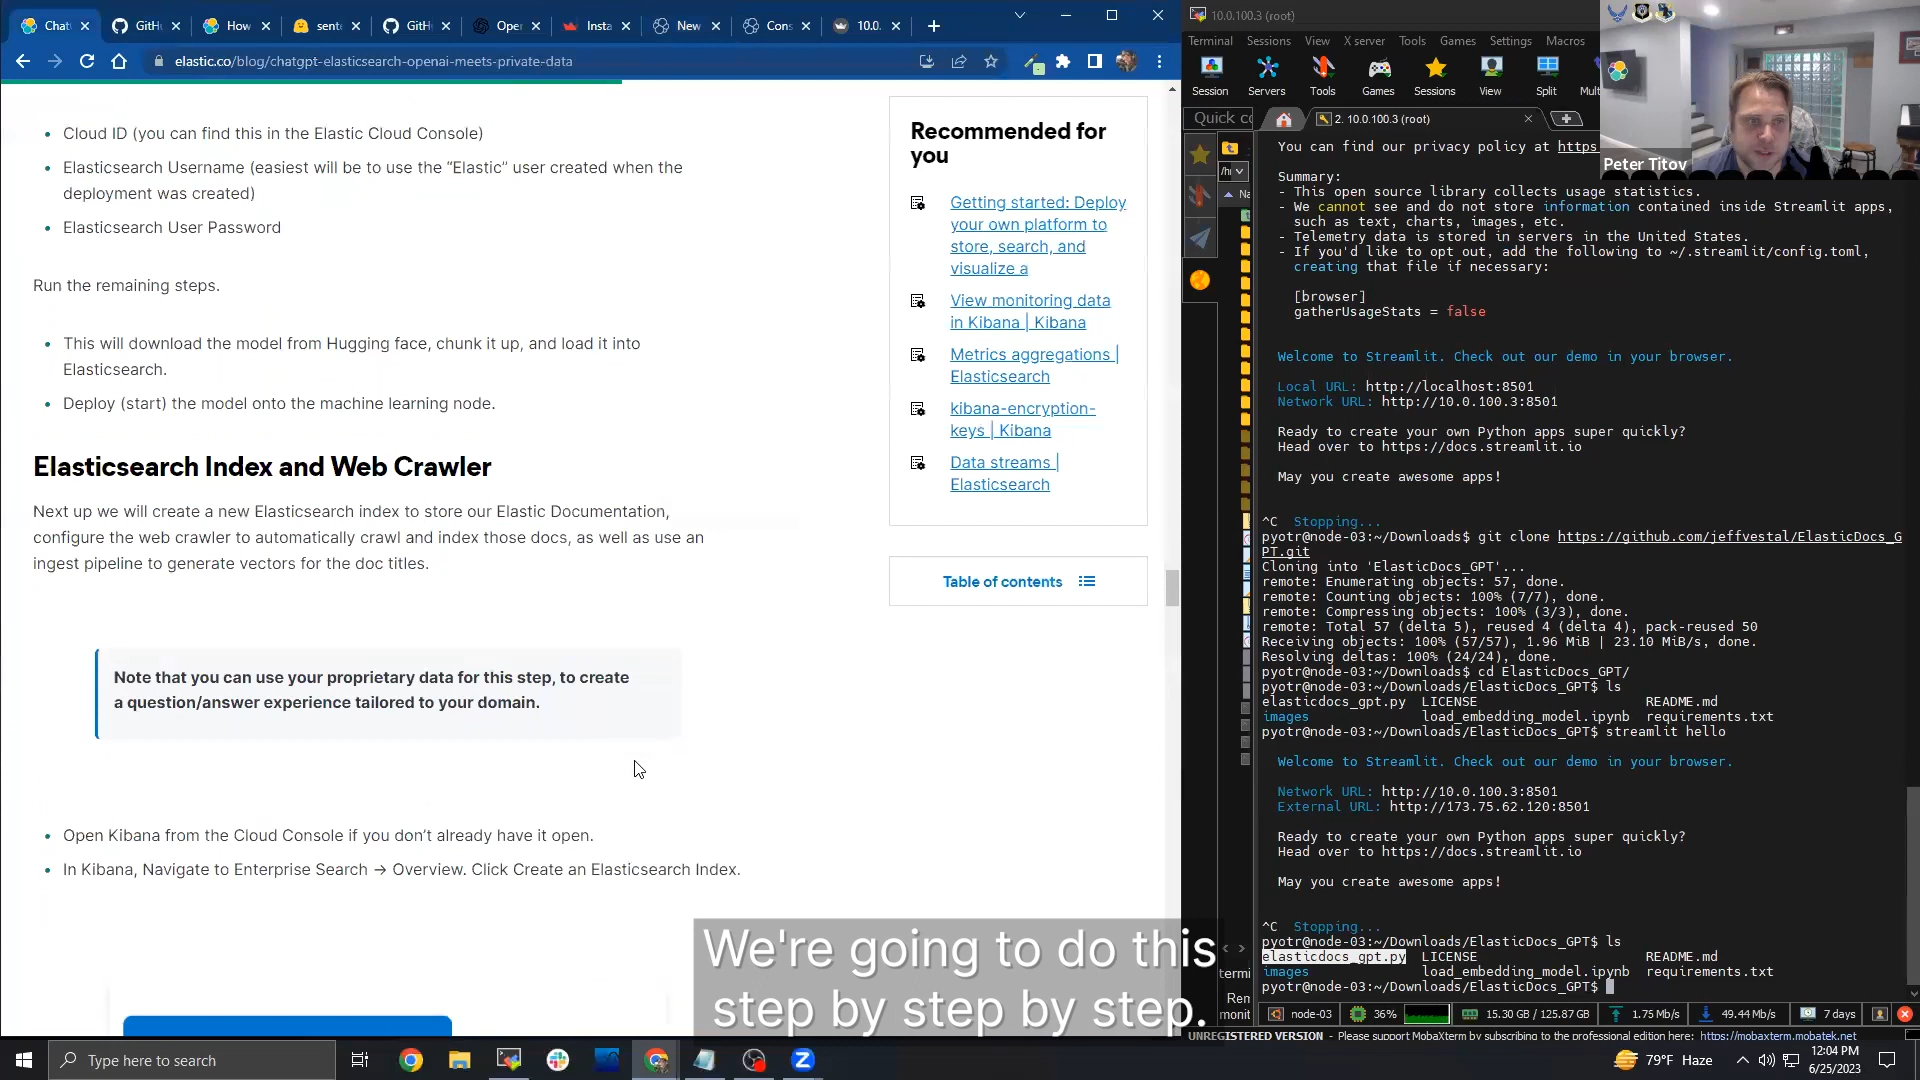 Chat
GitHu
How
sente
GitHu
Oper
Insta
New
Cons
10.0.
elastic.co/blog/chatgpt-elasticsearch-openai-meets-private-data
Cloud ID (you can find this in the Elastic Cloud Console)
Elasticsearch Username (easiest will be to use the “Elastic” user created when the
deployment was created)
Elasticsearch User Password
Run the remaining steps.
This will download the model from Hugging face, chunk it up, and load it into
Elasticsearch.
Deploy (start) the model onto the machine learning node.
Elasticsearch Index and Web Crawler
Next up we will create a new Elasticsearch index to store our Elastic Documentation,
configure the web crawler to automatically crawl and index those docs, as well as use an
ingest pipeline to generate vectors for the doc titles.
Note that you can use your proprietary data for this step, to create
a question/answer experience tailored to your domain.
Open Kibana from the Cloud Console if you don’t already have it open.
In Kibana, Navigate to Enterprise Search → Overview. Click Create an Elasticsearch Index.
Recommended for
you
Getting started: Deploy
your own platform to
store, search, and
visualize a
View monitoring data
in Kibana | Kibana
Metrics aggregations |
Elasticsearch
kibana-encryption-
keys | Kibana
Data streams |
Elasticsearch
Table of contents
10.0.100.3 (root)
Terminal Sessions View X server Tools Games Settings Macros
Session Servers Tools Games Sessions View Split Mult
Quick co
2. 10.0.100.3 (root)
Peter Titov
You can find our privacy policy at https
Summary:
- This open source library collects usage statistics.
- We cannot see and do not store information contained inside Streamlit apps,
such as text, charts, images, etc.
- Telemetry data is stored in servers in the United States.
- If you'd like to opt out, add the following to ~/.streamlit/config.toml,
creating that file if necessary:
[browser]
gatherUsageStats = false
Welcome to Streamlit. Check out our demo in your browser.
Local URL: http://localhost:8501
Network URL: http://10.0.100.3:8501
Ready to create your own Python apps super quickly?
Head over to https://docs.streamlit.io
May you create awesome apps!
^C Stopping...
pyotr@node-03:~/Downloads$ git clone https://github.com/jeffvestal/ElasticDocs_G
PT.git
Cloning into 'ElasticDocs_GPT'...
remote: Enumerating objects: 57, done.
remote: Counting objects: 100% (7/7), done.
remote: Compressing objects: 100% (3/3), done.
remote: Total 57 (delta 5), reused 4 (delta 4), pack-reused 50
Receiving objects: 100% (57/57), 1.96 MiB | 23.10 MiB/s, done.
Resolving deltas: 100% (24/24), done.
pyotr@node-03:~/Downloads$ cd ElasticDocs_GPT/
pyotr@node-03:~/Downloads/ElasticDocs_GPT$ ls
elasticdocs_gpt.py LICENSE README.md
images load_embedding_model.ipynb requirements.txt
pyotr@node-03:~/Downloads/ElasticDocs_GPT$ streamlit hello
Welcome to Streamlit. Check out our demo in your browser.
Network URL: http://10.0.100.3:8501
External URL: http://173.75.62.120:8501
Ready to create your own Python apps super quickly?
Head over to https://docs.streamlit.io
May you create awesome apps!
^C Stopping...
pyotr@node-03:~/Downloads/ElasticDocs_GPT$ ls
elasticdocs_gpt.py LICENSE README.md
images load_embedding_model.ipynb requirements.txt
pyotr@node-03:~/Downloads/ElasticDocs_GPT$
We're going to do this
step by step by step.
termi
Rem
monit
node-03 36% 15.30 GB / 125.87 GB 1.75 Mb/s 49.44 Mb/s 7 days
UNREGISTERED VERSION - Please support MobaXterm by subscribing to the professional edition here: https://mobaxterm.mobatek.net
Type here to search
79°F Haze
12:04 PM
6/25/2023